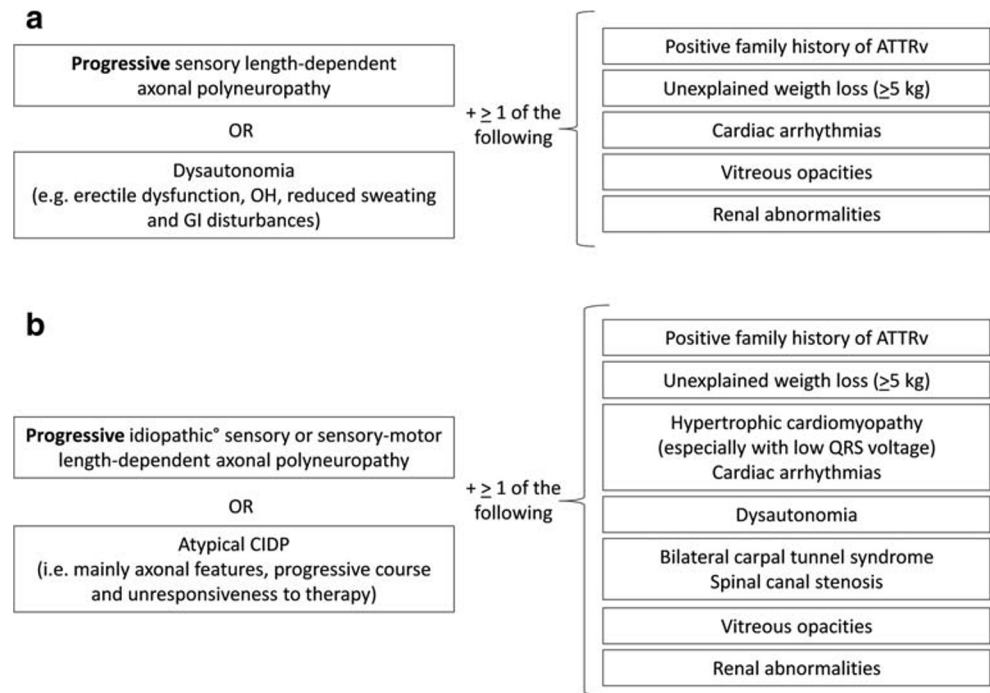 a
Progressive sensory length-dependent
axonal polyneuropathy
OR
Dysautonomia
(e.g. erectile dysfunction, OH, reduced sweating
and GI disturbances)
+ ≥ 1 of the
following
Positive family history of ATTRv
Unexplained weigth loss (≥5 kg)
Cardiac arrhythmias
Vitreous opacities
Renal abnormalities
b
Progressive idiopathic° sensory or sensory-motor
length-dependent axonal polyneuropathy
OR
Atypical CIDP
(i.e. mainly axonal features, progressive course
and unresponsiveness to therapy)
+ ≥ 1 of the
following
Positive family history of ATTRv
Unexplained weigth loss (≥5 kg)
Hypertrophic cardiomyopathy
(especially with low QRS voltage)
Cardiac arrhythmias
Dysautonomia
Bilateral carpal tunnel syndrome
Spinal canal stenosis
Vitreous opacities
Renal abnormalities